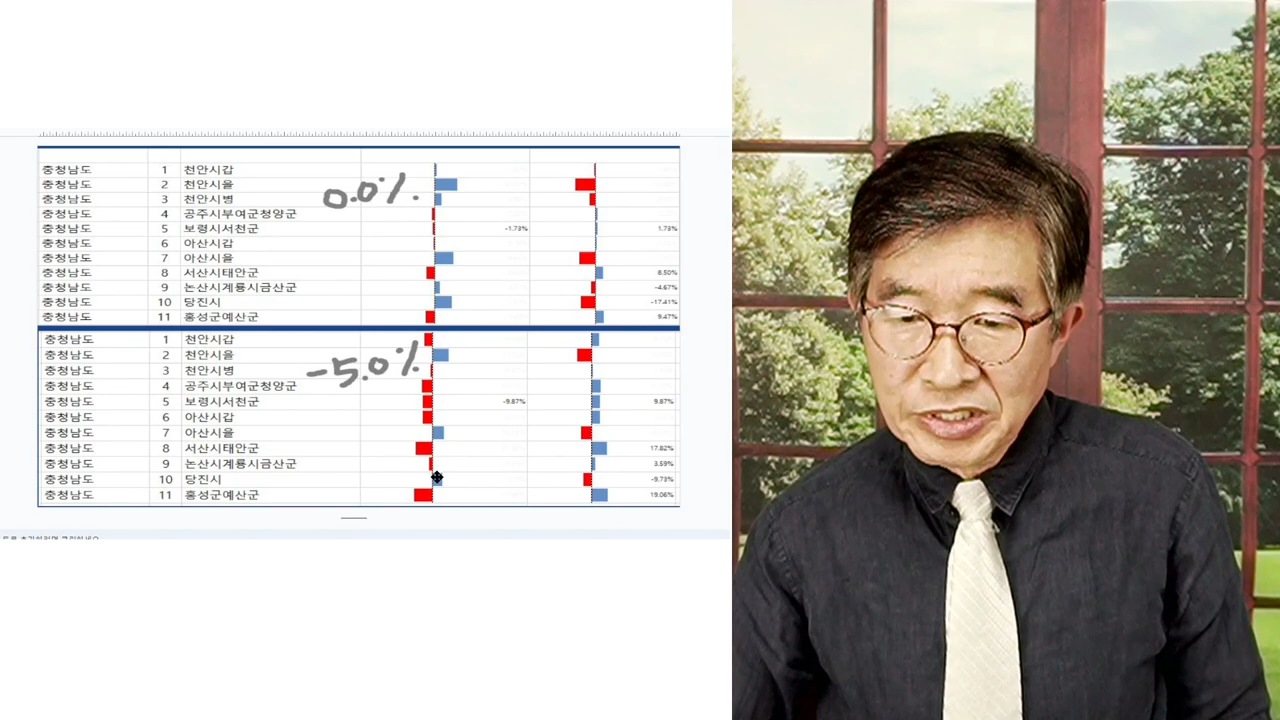 충청남도 1 천안시갑
충청남도 2 천안시을
충청남도 3 천안시병
0.0%.
충청남도 4 공주시부여군청양군
충청남도 5 보령시서천군 -1.73% 1.73%
충청남도 6 아산시갑
충청남도 7 아산시을
충청남도 8 서산시태안군 8.50%
충청남도 9 논산시계룡시금산군 -4.67%
충청남도 10 당진시 -17.41%
충청남도 11 홍성군예산군 9.47%
충청남도 1 천안시갑
충청남도 2 천안시을
충청남도 3 천안시병
-5.0%
충청남도 4 공주시부여군청양군
충청남도 5 보령시서천군 -9.87% 9.87%
충청남도 6 아산시갑
충청남도 7 아산시을
충청남도 8 서산시태안군 17.82%
충청남도 9 논산시계룡시금산군 3.59%
충청남도 10 당진시 -9.73%
충청남도 11 홍성군예산군 19.06%